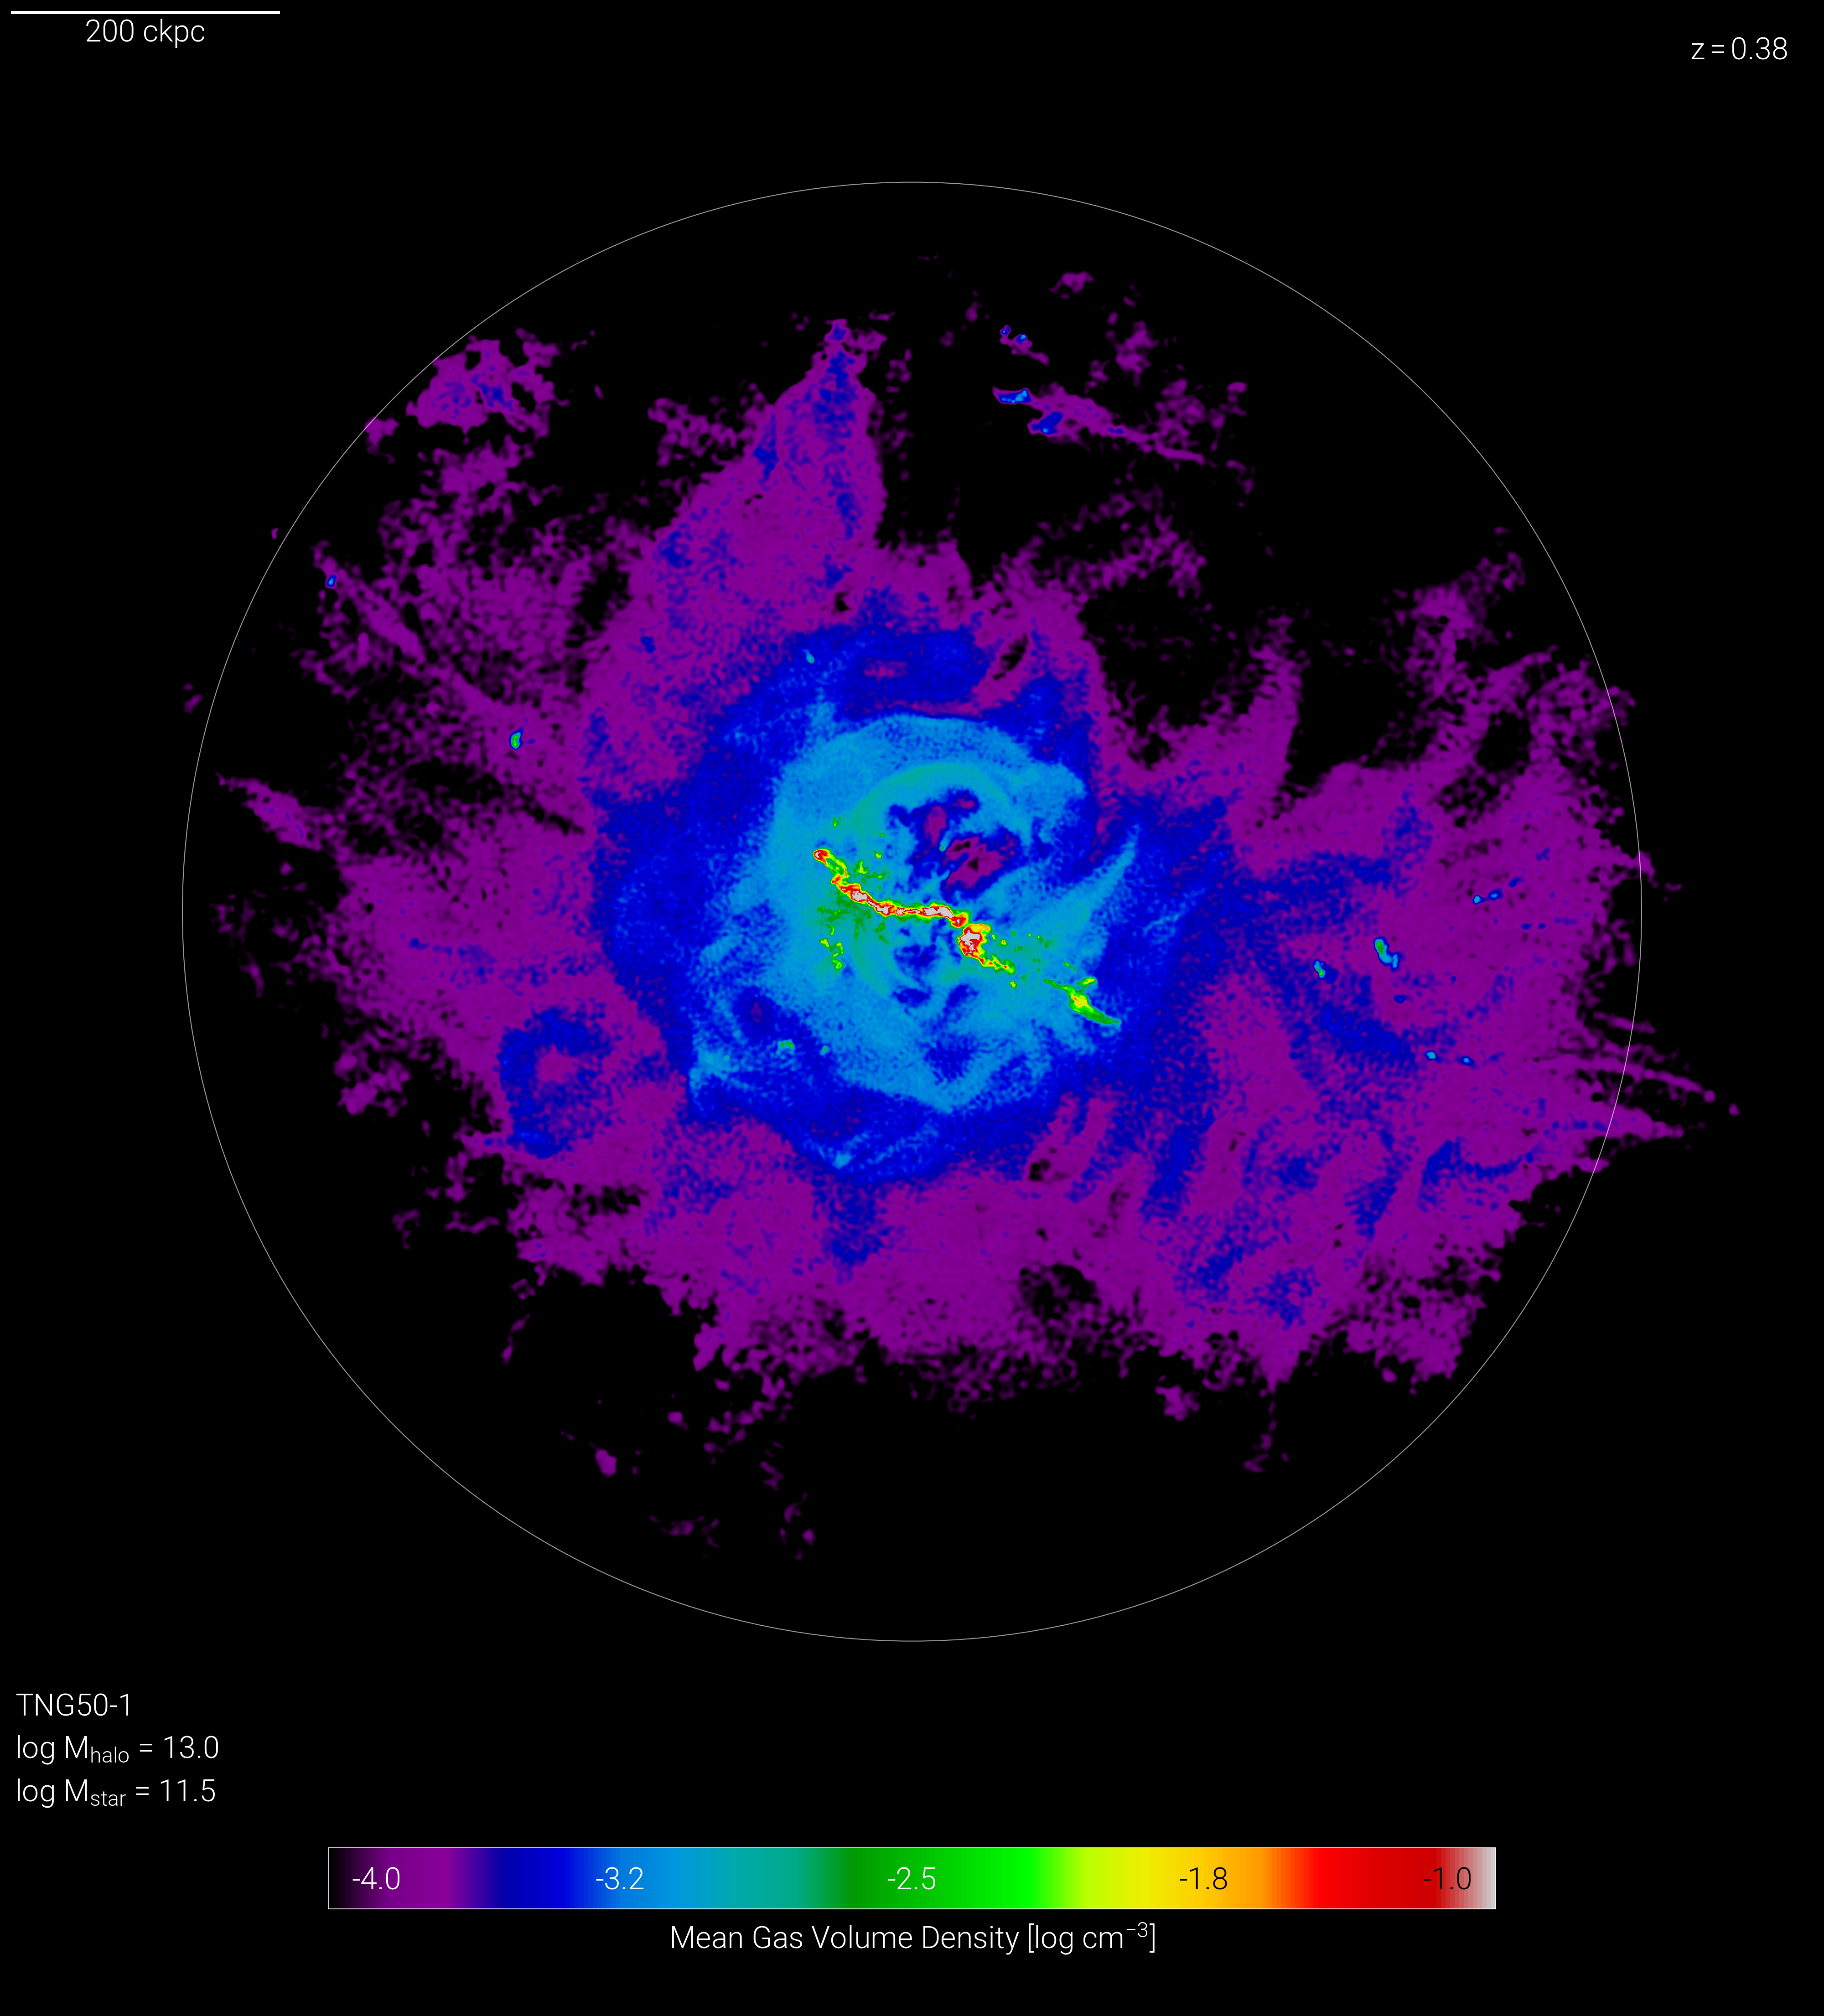 200 ckpc
z = 0.38
TNG50-1
log Mhalo = 13.0
log Mstar = 11.5
-4.0 -3.2 -2.5 -1.8 -1.0
Mean Gas Volume Density [log cm⁻³]